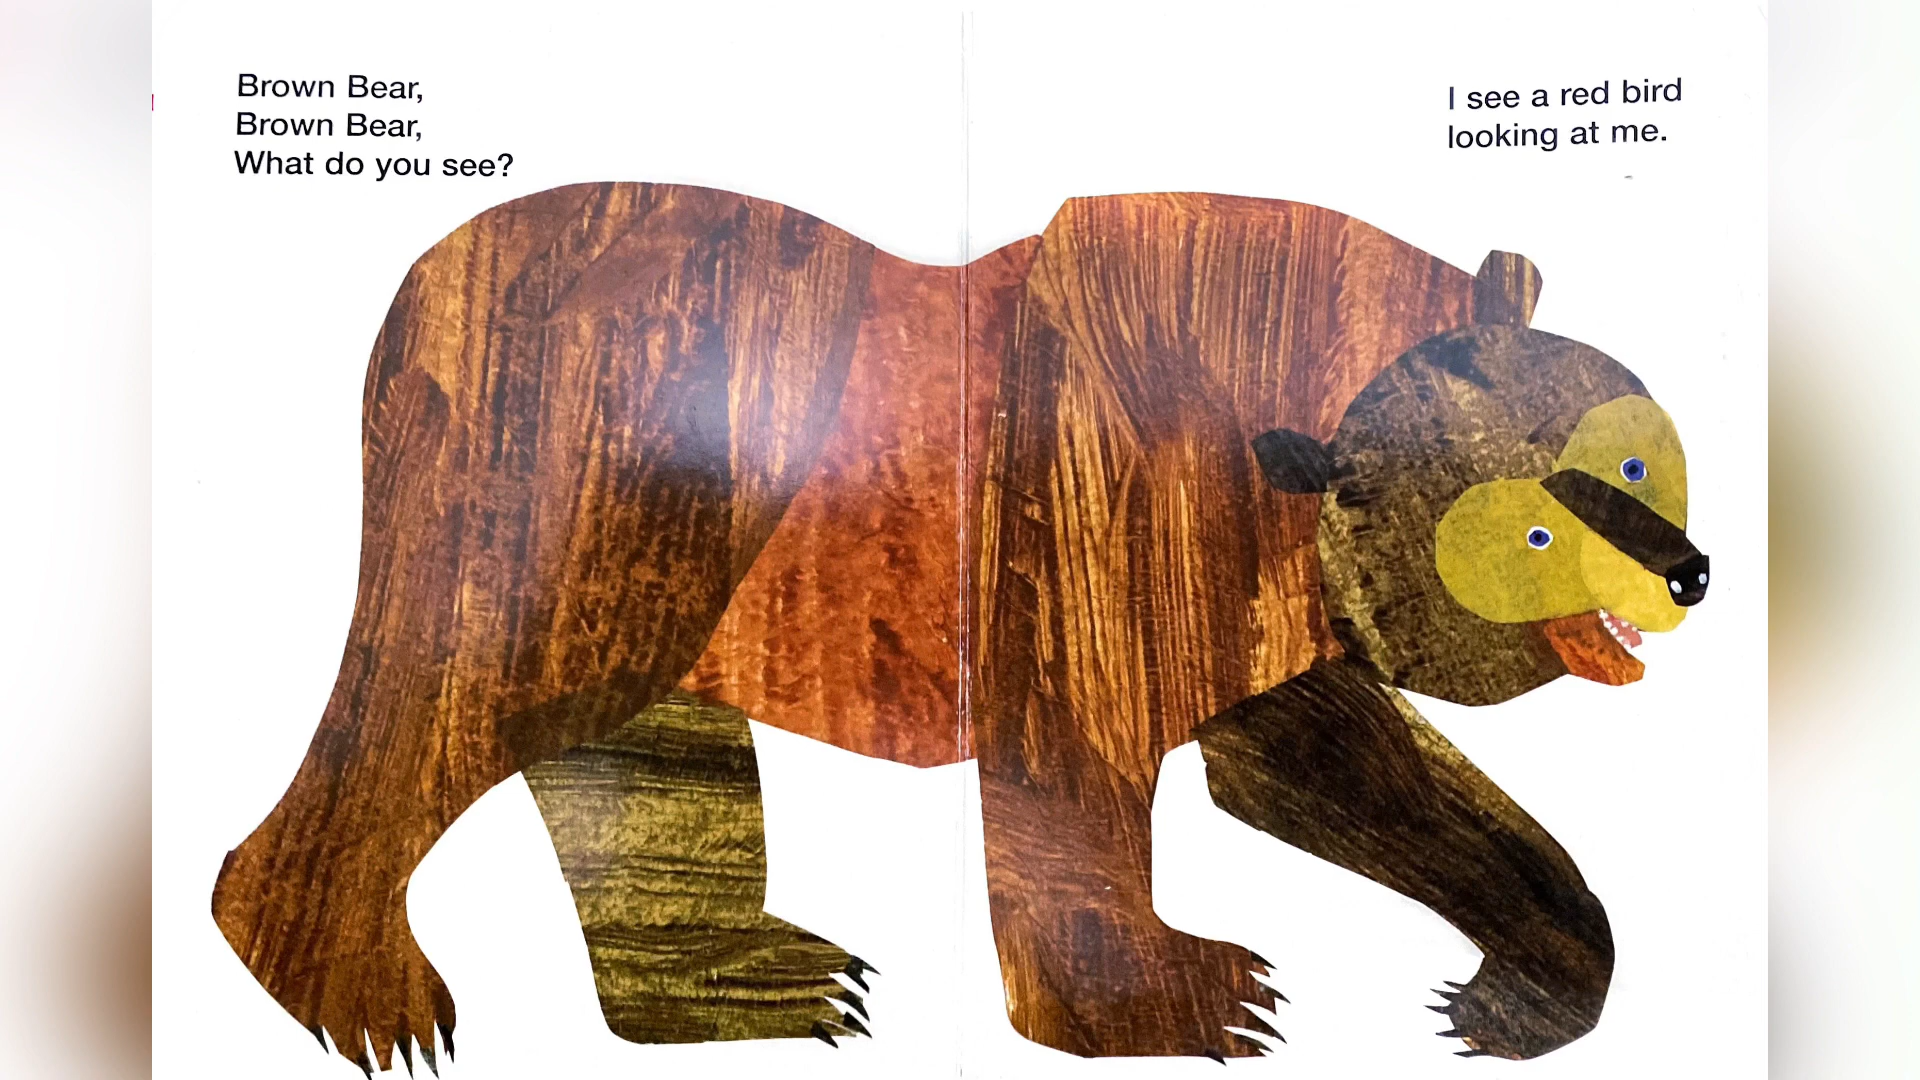 Brown Bear,
Brown Bear,
What do you see?
I see a red bird
looking at me.